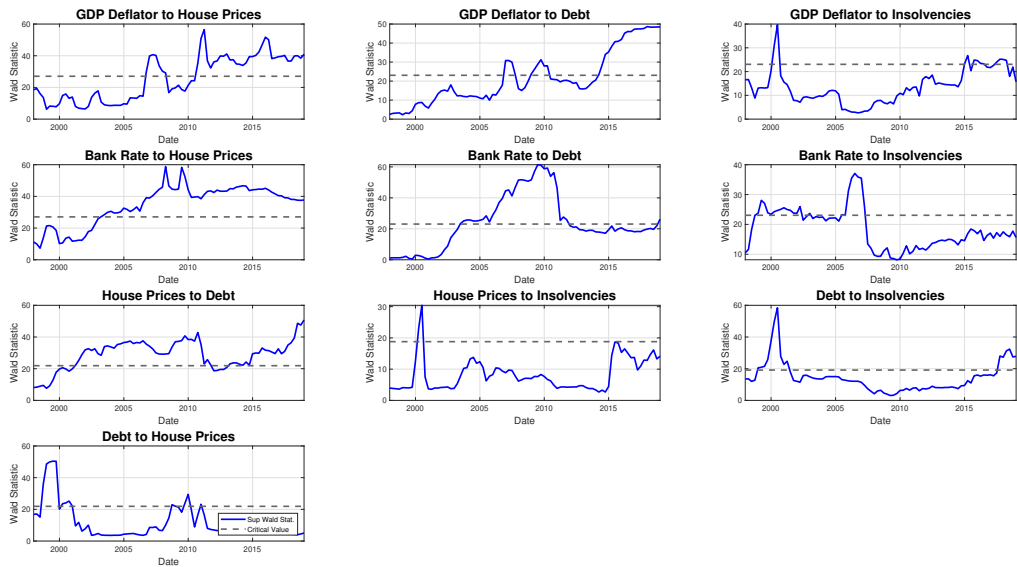 GDP Deflator to House Prices
Wald Statistic
60
40
20
0
2000 2005 2010 2015
Date
GDP Deflator to Debt
Wald Statistic
50
40
30
20
10
0
2000 2005 2010 2015
Date
GDP Deflator to Insolvencies
Wald Statistic
40
30
20
10
0
2000 2005 2010 2015
Date
Bank Rate to House Prices
Wald Statistic
60
40
20
0
2000 2005 2010 2015
Date
Bank Rate to Debt
Wald Statistic
60
40
20
0
2000 2005 2010 2015
Date
Bank Rate to Insolvencies
Wald Statistic
40
30
20
10
2000 2005 2010 2015
Date
House Prices to Debt
Wald Statistic
60
40
20
0
2000 2005 2010 2015
Date
House Prices to Insolvencies
Wald Statistic
30
20
10
0
2000 2005 2010 2015
Date
Debt to Insolvencies
Wald Statistic
60
40
20
0
2000 2005 2010 2015
Date
Debt to House Prices
Wald Statistic
60
40
20
0
2000 2005 2010 2015
Date
Sup Wald Stat.
Critical Value